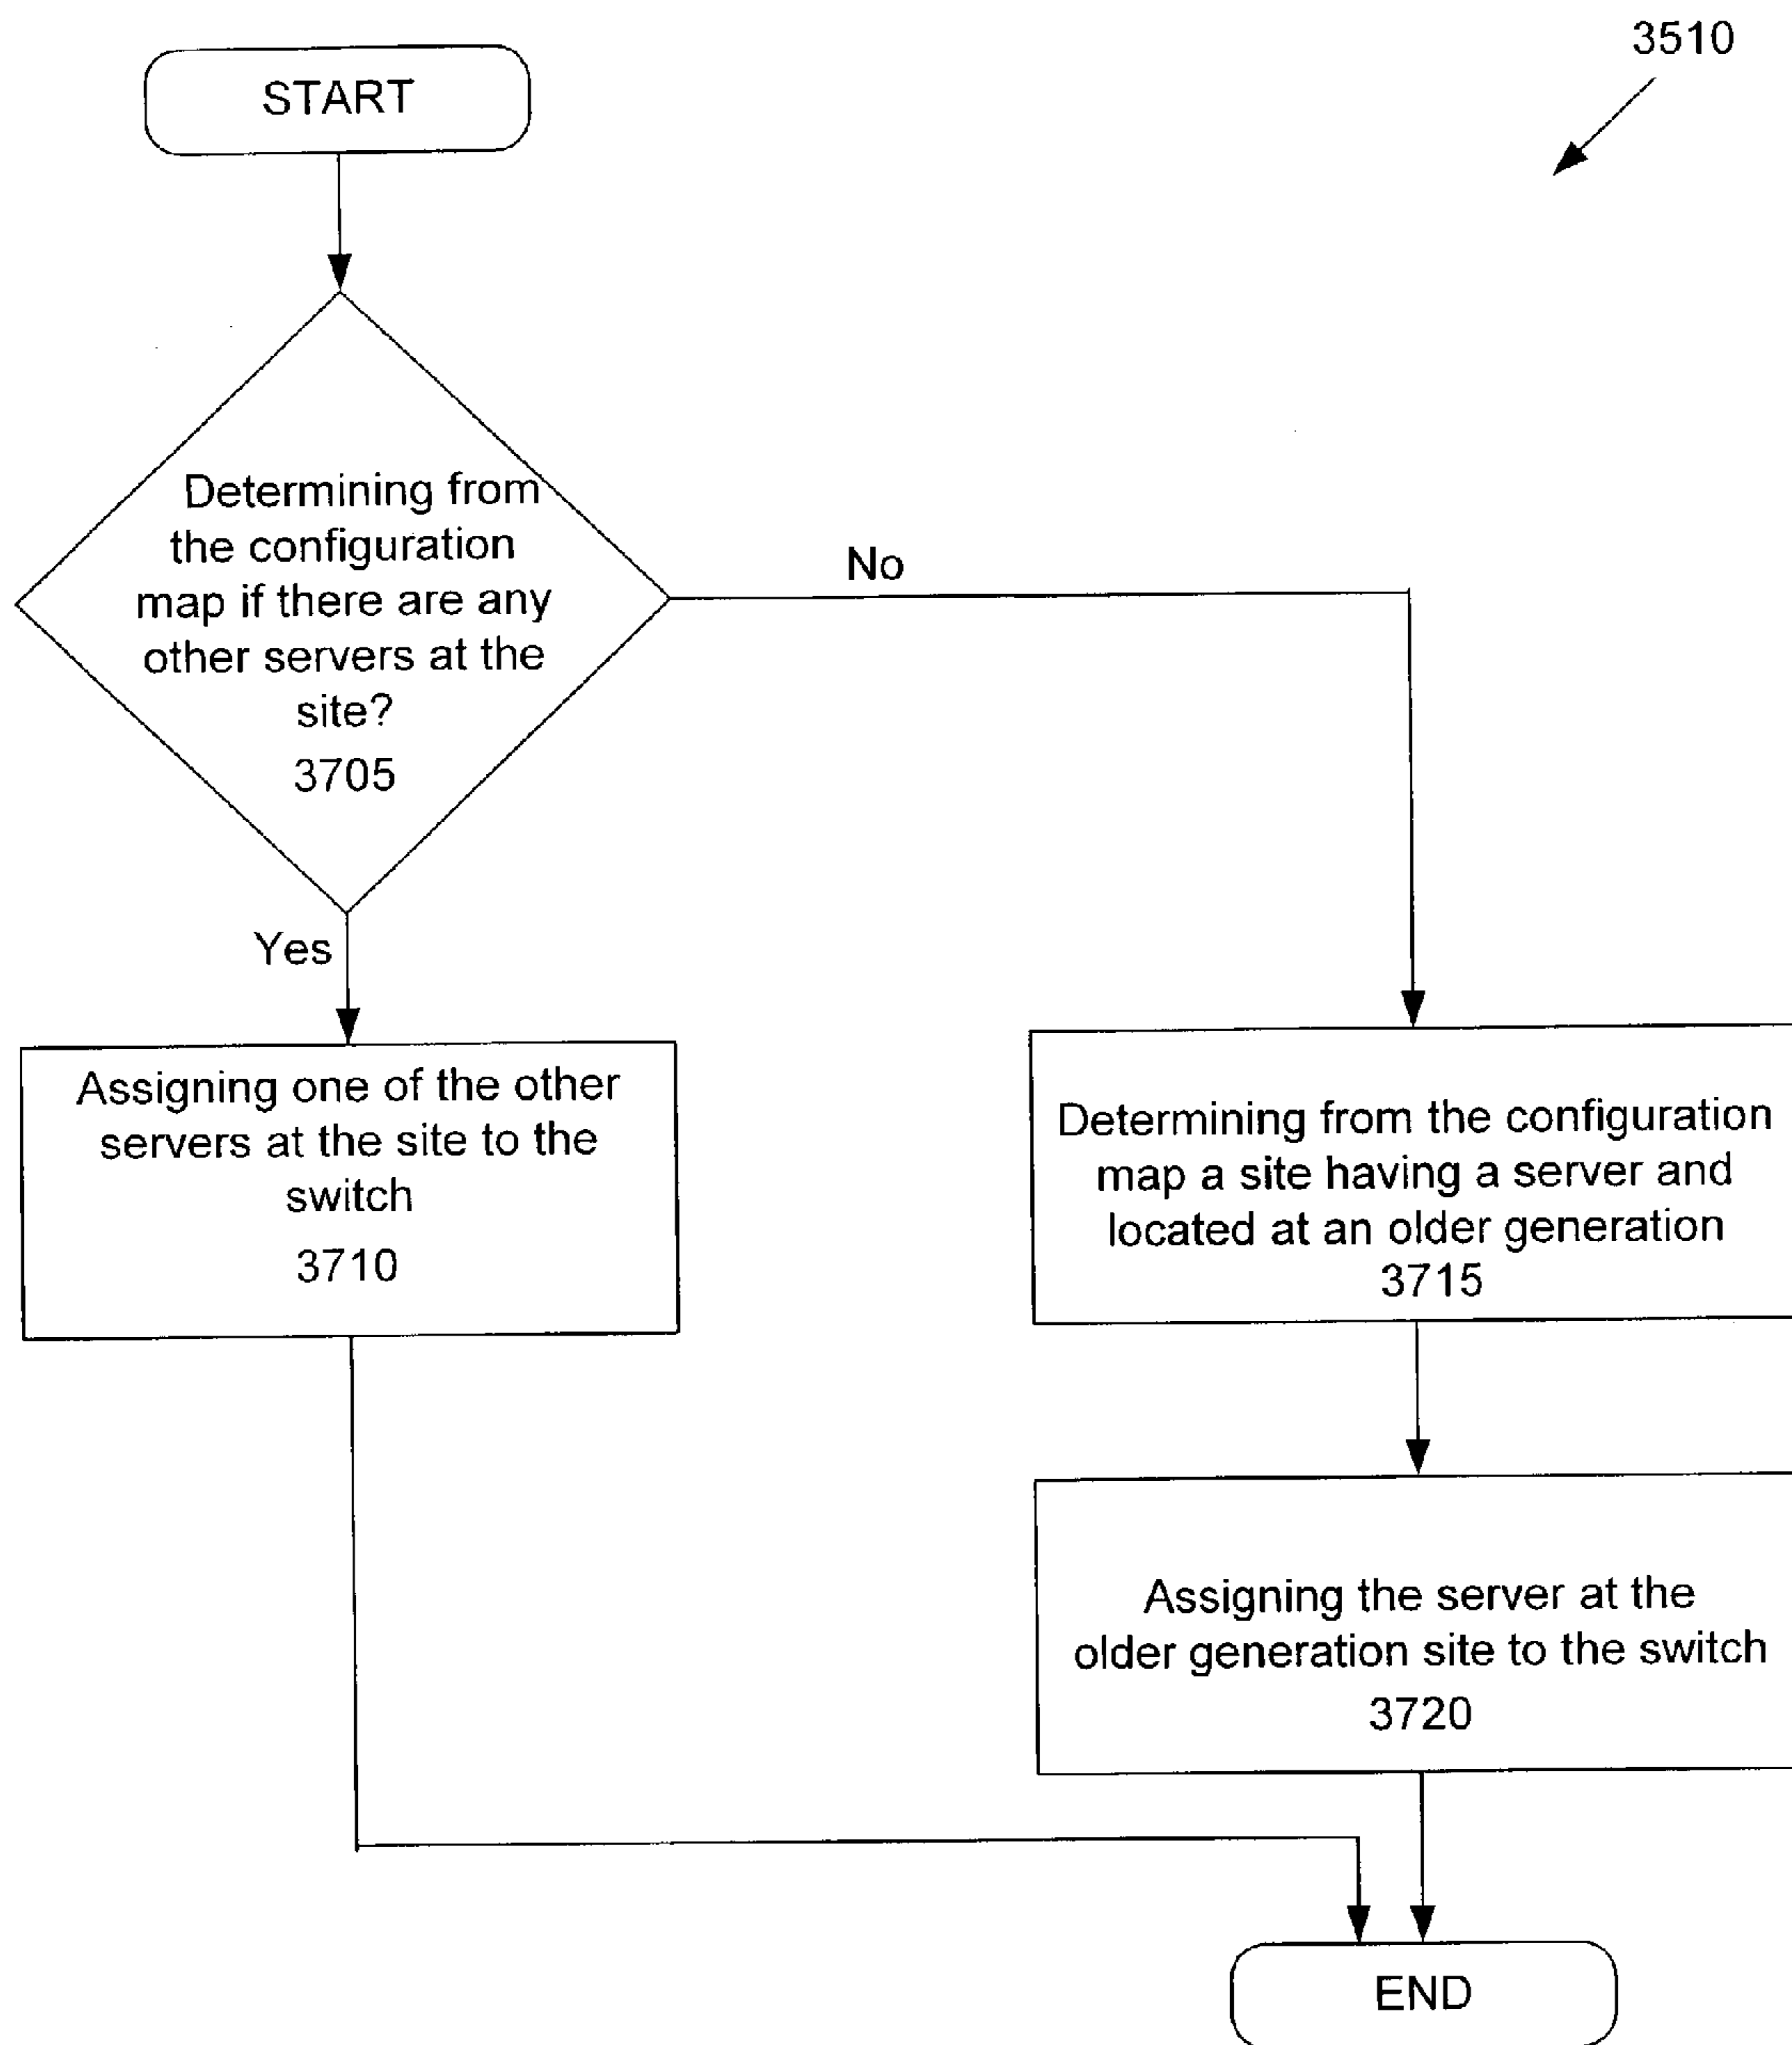 3510
START
Determining from
the configuration
map if there are any
other servers at the
site?
3705
No
Yes
Assigning one of the other
servers at the site to the
switch
3710
Determining from the configuration
map a site having a server and
located at an older generation
3715
Assigning the server at the
older generation site to the switch
3720
END